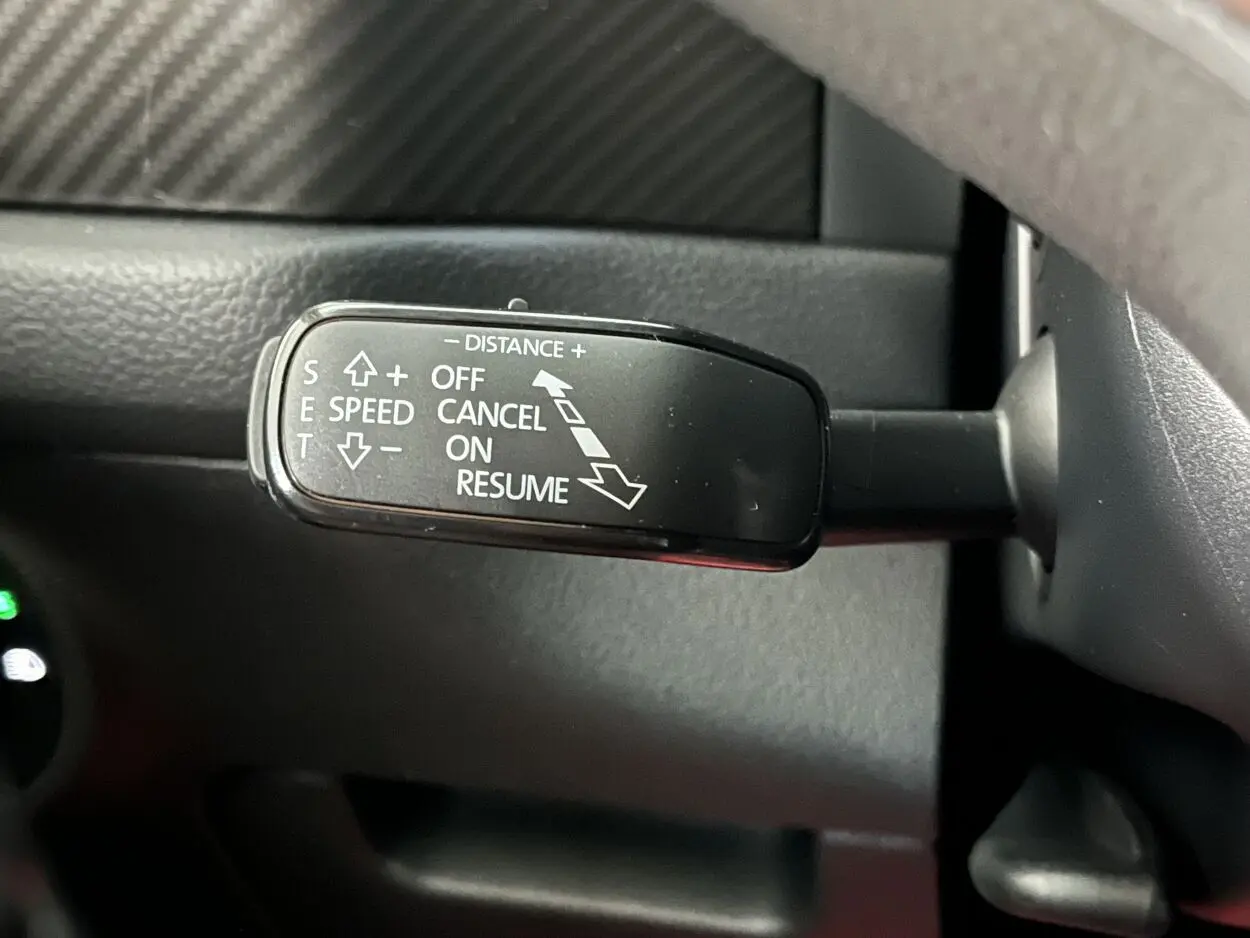 – DISTANCE +
S + OFF
E SPEED CANCEL
T – ON
RESUME